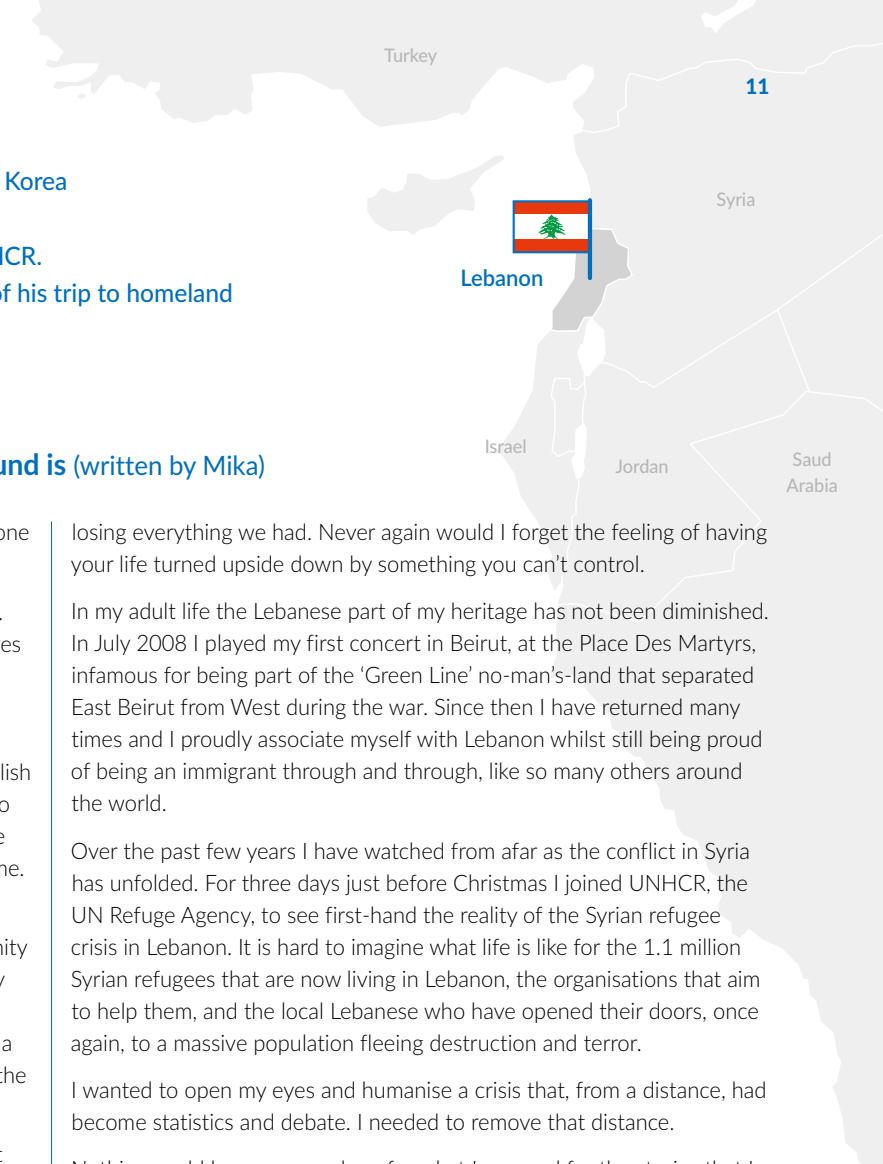 Turkey
11
Korea
Syria
HCR.
Lebanon
of his trip to homeland
Israel
und is (written by Mika)
Jordan
Saud
Arabia
one
.
es
lish
o
e
me.
nity
y
a
the
losing everything we had. Never again would I forget the feeling of having
your life turned upside down by something you can't control.
In my adult life the Lebanese part of my heritage has not been diminished.
In July 2008 I played my first concert in Beirut, at the Place Des Martyrs,
infamous for being part of the 'Green Line' no-man's-land that separated
East Beirut from West during the war. Since then I have returned many
times and I proudly associate myself with Lebanon whilst still being proud
of being an immigrant through and through, like so many others around
the world.
Over the past few years I have watched from afar as the conflict in Syria
has unfolded. For three days just before Christmas I joined UNHCR, the
UN Refuge Agency, to see first-hand the reality of the Syrian refugee
crisis in Lebanon. It is hard to imagine what life is like for the 1.1 million
Syrian refugees that are now living in Lebanon, the organisations that aim
to help them, and the local Lebanese who have opened their doors, once
again, to a massive population fleeing destruction and terror.
I wanted to open my eyes and humanise a crisis that, from a distance, had
become statistics and debate. I needed to remove that distance.